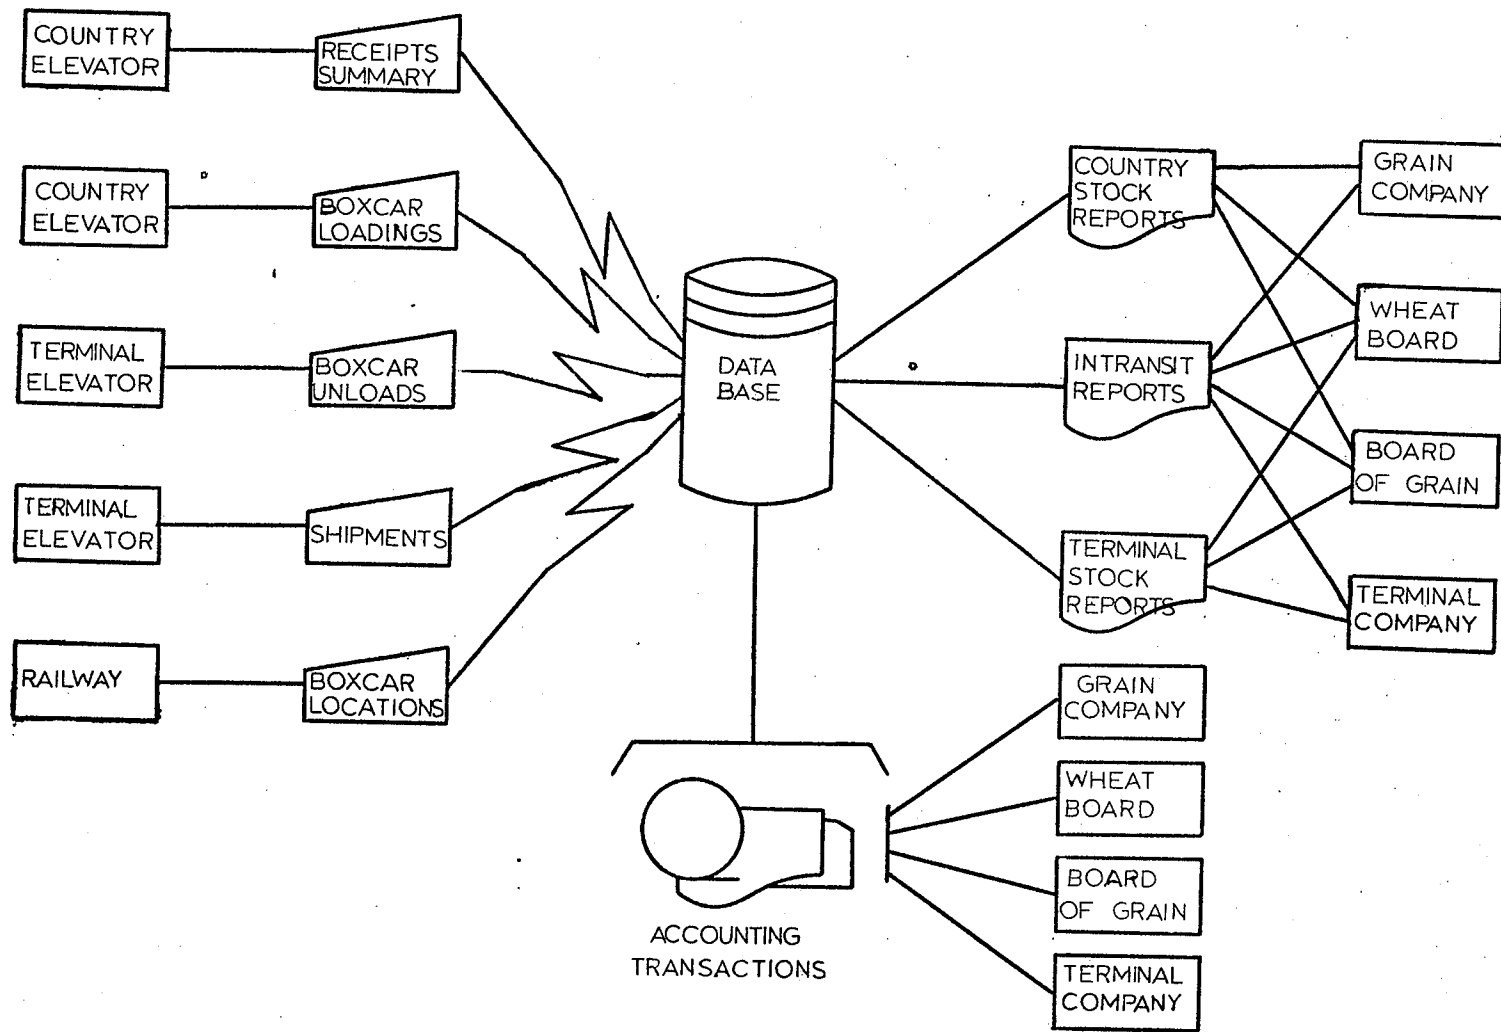 COUNTRY
ELEVATOR
RECEIPTS
SUMMARY
COUNTRY
ELEVATOR
BOXCAR
LOADINGS
TERMINAL
ELEVATOR
BOXCAR
UNLOADS
TERMINAL
ELEVATOR
SHIPMENTS
RAILWAY
BOXCAR
LOCATIONS
DATA
BASE
COUNTRY
STOCK
REPORTS
INTRANSIT
REPORTS
TERMINAL
STOCK
REPORTS
GRAIN
COMPANY
WHEAT
BOARD
BOARD
OF GRAIN
TERMINAL
COMPANY
ACCOUNTING
TRANSACTIONS
GRAIN
COMPANY
WHEAT
BOARD
BOARD
OF GRAIN
TERMINAL
COMPANY